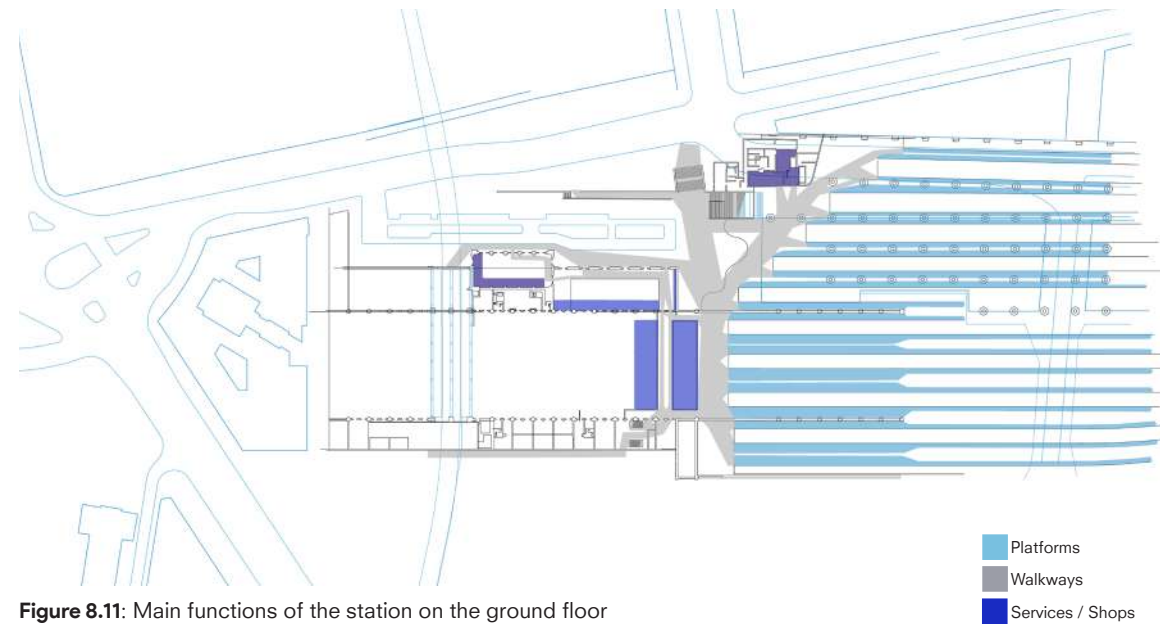 Platforms
Walkways
Services / Shops
Figure 8.11: Main functions of the station on the ground floor